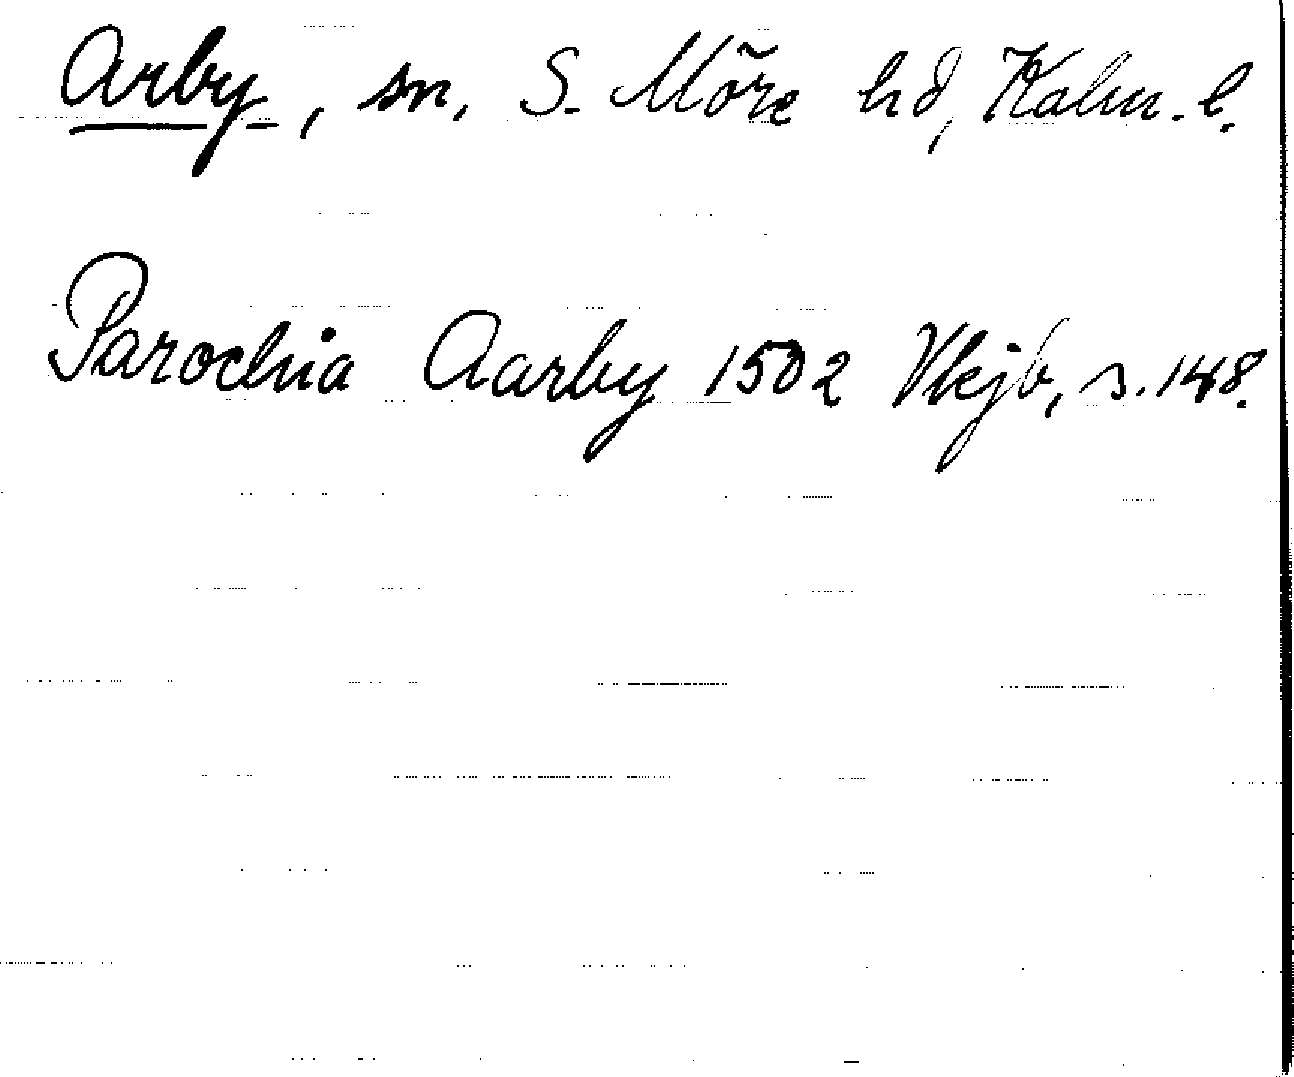 Arby, sn, S. Möre hd, Kalm. l.
Parochia Aarby 1502 Vkjb, s. 148.